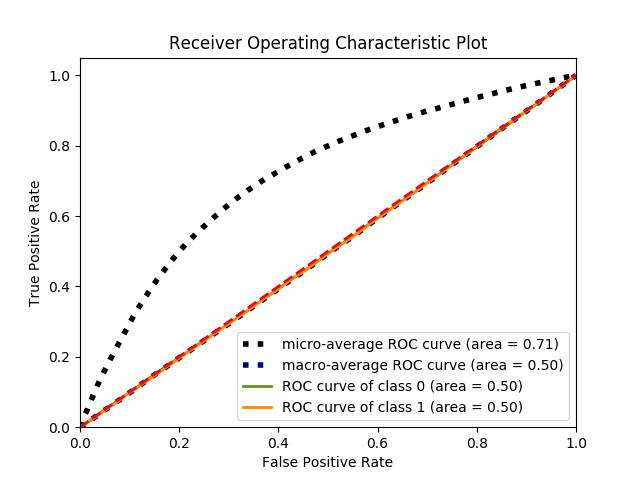 Receiver Operating Characteristic Plot
True Positive Rate
1.0
0.8
0.6
0.4
0.2
0.0
micro-average ROC curve (area = 0.71)
macro-average ROC curve (area = 0.50)
ROC curve of class 0 (area = 0.50)
ROC curve of class 1 (area = 0.50)
0.0 0.2 0.4 0.6 0.8 1.0
False Positive Rate